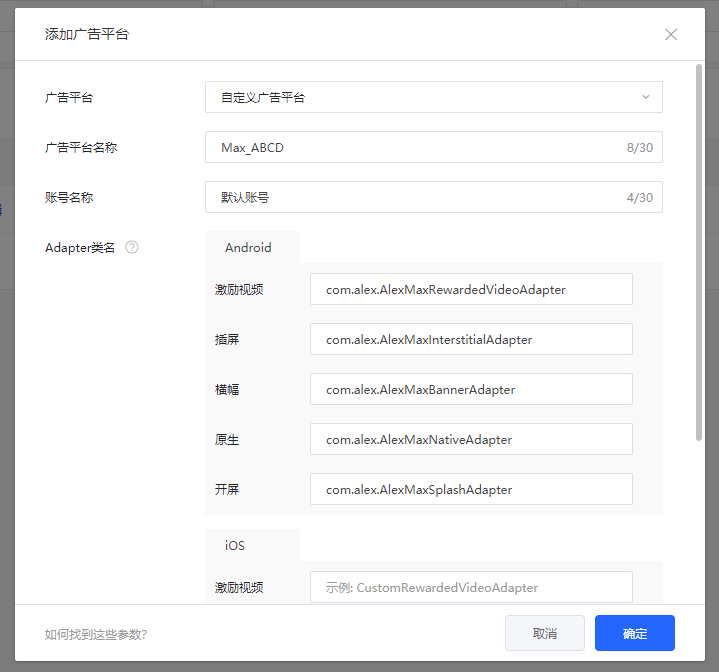 添加广告平台
广告平台
自定义广告平台
广告平台名称
Max_ABCD
8/30
账号名称
默认账号
4/30
Adapter类名
Android
激励视频
com.alex.AlexMaxRewardedVideoAdapter
插屏
com.alex.AlexMaxInterstitialAdapter
横幅
com.alex.AlexMaxBannerAdapter
原生
com.alex.AlexMaxNativeAdapter
开屏
com.alex.AlexMaxSplashAdapter
iOS
激励视频
示例: CustomRewardedVideoAdapter
如何找到这些参数?
取消
确定